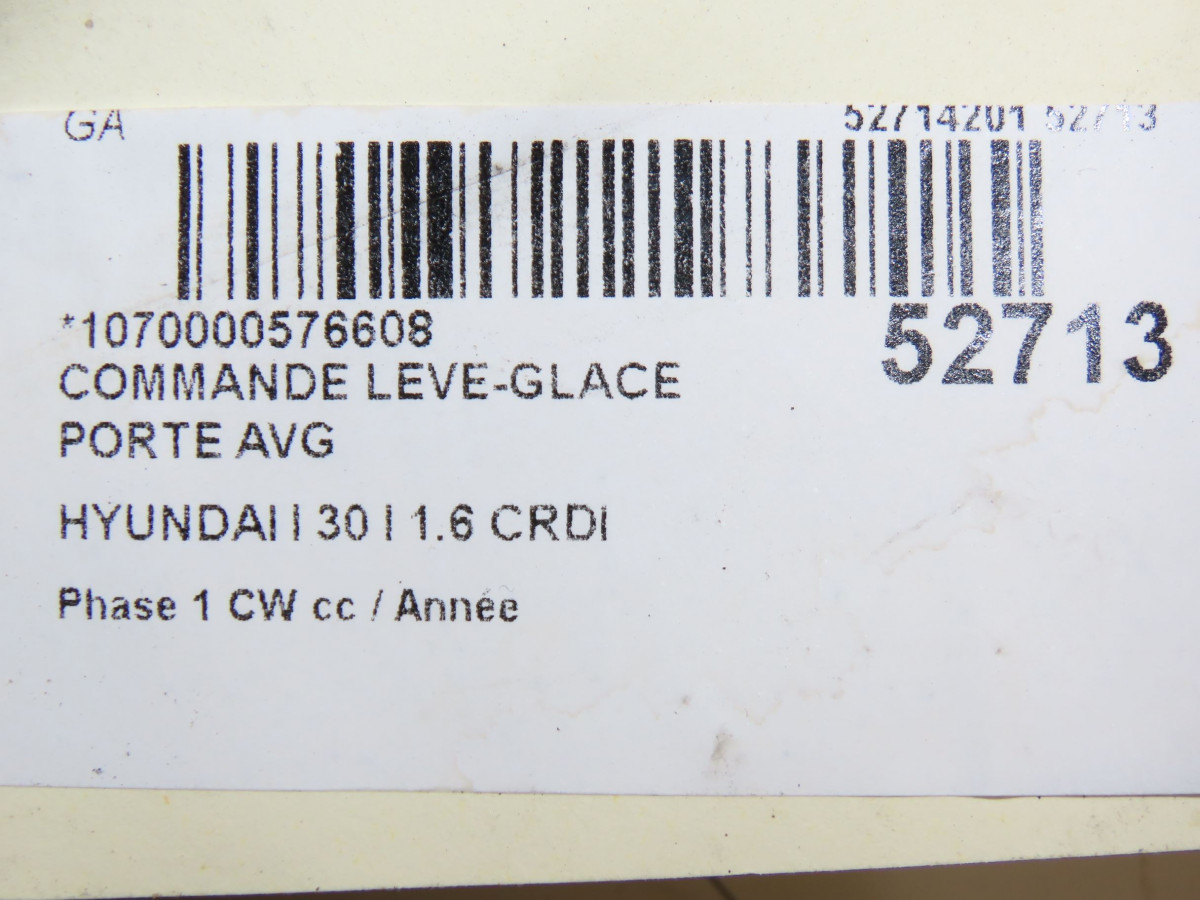 GA 52714201 52713
*1070000576608 52713
COMMANDE LEVE-GLACE
PORTE AVG
HYUNDAI I 30 I 1.6 CRDI
Phase 1 CW cc / Année